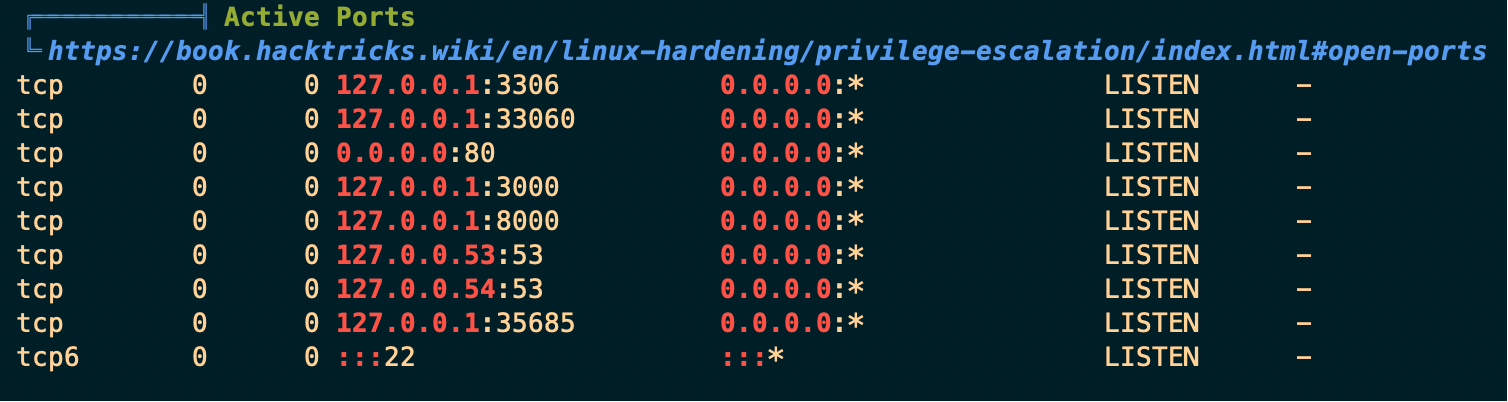 ╔══════════╣ Active Ports
╚ https://book.hacktricks.wiki/en/linux-hardening/privilege-escalation/index.html#open-ports
tcp        0      0 127.0.0.1:3306          0.0.0.0:*               LISTEN      -
tcp        0      0 127.0.0.1:33060         0.0.0.0:*               LISTEN      -
tcp        0      0 0.0.0.0:80              0.0.0.0:*               LISTEN      -
tcp        0      0 127.0.0.1:3000          0.0.0.0:*               LISTEN      -
tcp        0      0 127.0.0.1:8000          0.0.0.0:*               LISTEN      -
tcp        0      0 127.0.0.53:53           0.0.0.0:*               LISTEN      -
tcp        0      0 127.0.0.54:53           0.0.0.0:*               LISTEN      -
tcp        0      0 127.0.0.1:35685         0.0.0.0:*               LISTEN      -
tcp6       0      0 :::22                   :::*                    LISTEN      -